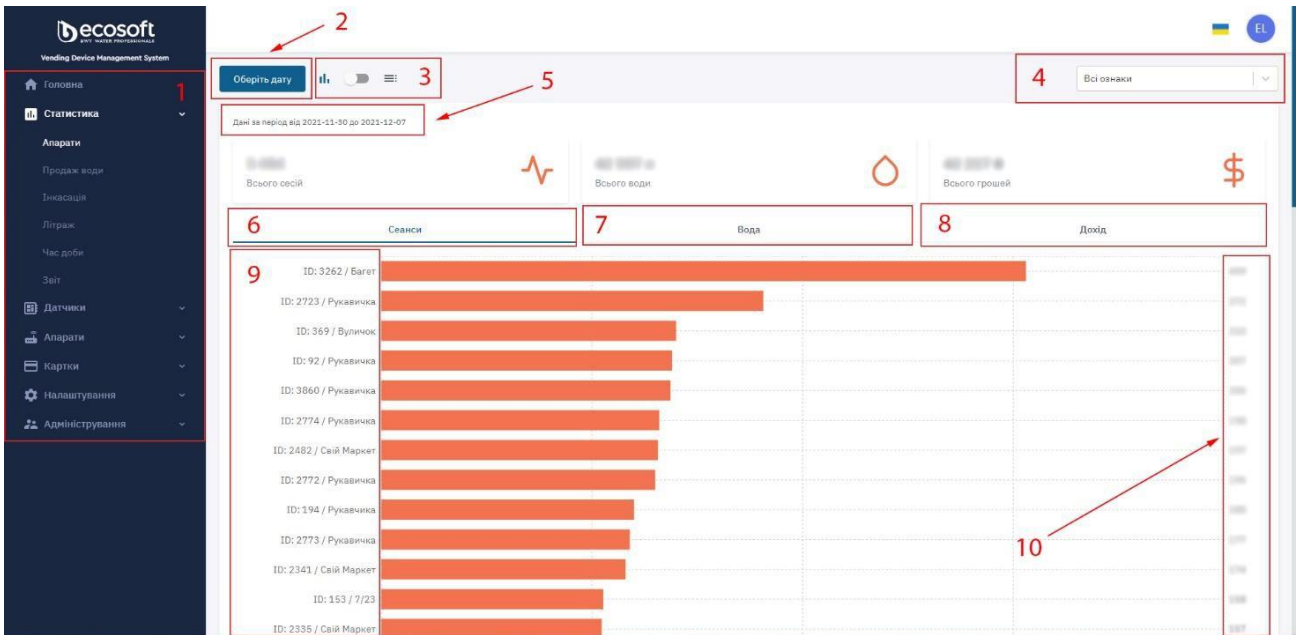 ecosoft
BWT WATER PROFESSIONALS
Vending Device Management System
1
Головна
Статистика
Апарати
Продаж води
Інкасація
Літраж
Час доби
Звіт
Датчики
Апарати
Картки
Налаштування
Адміністрування
2
EL
Оберіть дату
3
5
4
Всі ознаки
Дані за період від 2021-11-30 до 2021-12-07
Всього сесій
Всього води
Всього грошей
6 Сеанси
7 Вода
8 Дохід
9
ID: 3262 / Багет
ID: 2723 / Рукавичка
ID: 369 / Вуличок
ID: 92 / Рукавичка
ID: 3860 / Рукавичка
ID: 2774 / Рукавичка
ID: 2482 / Свій Маркет
ID: 2772 / Рукавичка
ID: 194 / Рукавчика
ID: 2773 / Рукавичка
10
ID: 2341 / Свій Маркет
ID: 153 / 7/23
ID: 2335 / Свій Маркет